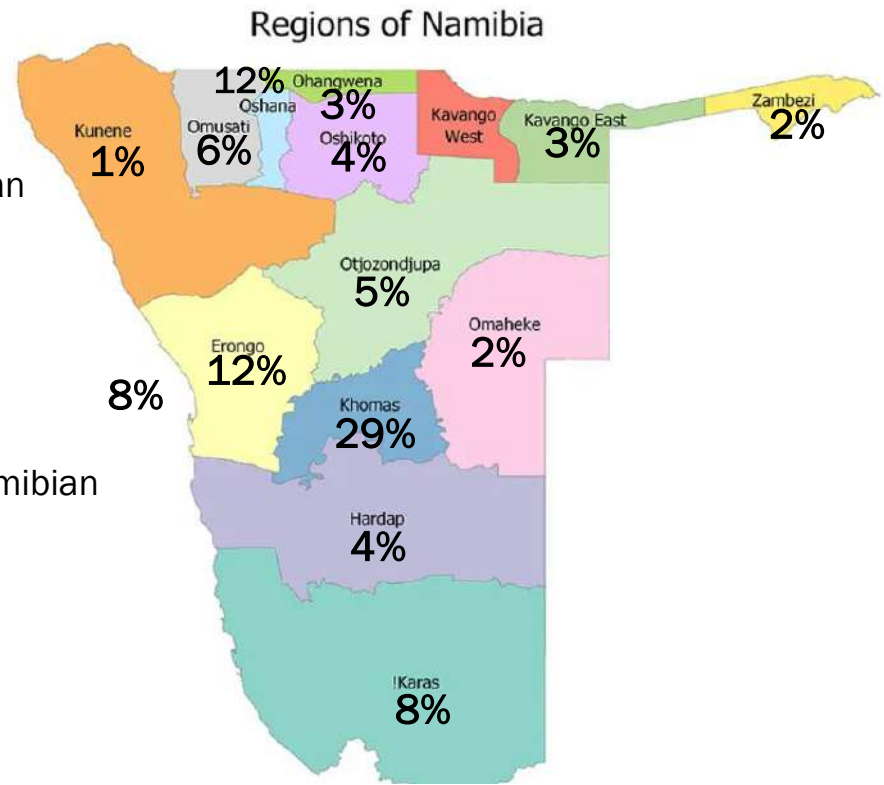 Regions of Namibia
12%
Ohangwena
3%
Oshana
Kunene
1%
Omusati
6%
Oshikoto
4%
Kavango
West
Kavango East
3%
Zambezi
2%
an
Otjozondjupa
5%
Omaheke
2%
Erongo
12%
8%
Khomas
29%
mibian
Hardap
4%
!Karas
8%